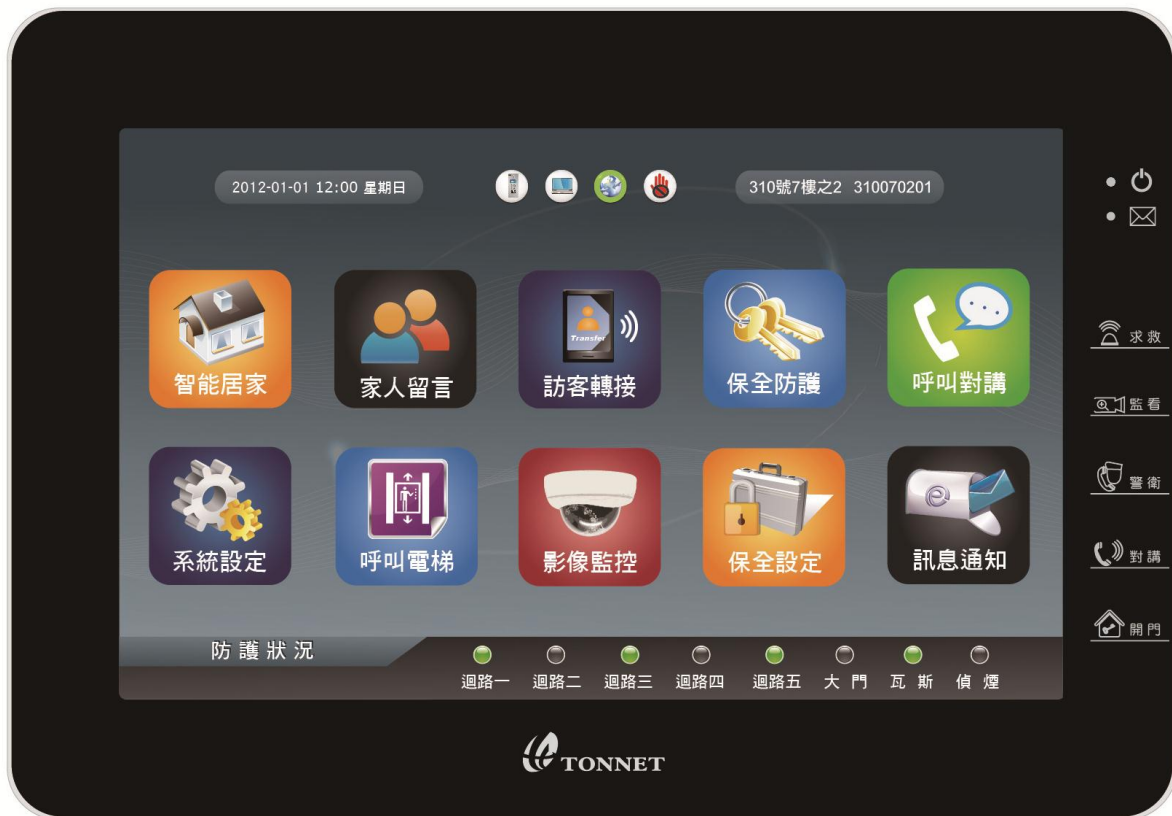 2012-01-01 12:00 星期日
310號7樓之2 310070201
智能居家
家人留言
Transfer
訪客轉接
保全防護
呼叫對講
系統設定
呼叫電梯
影像監控
保全設定
訊息通知
求救
監看
警衛
對講
開門
防護狀況
迴路一 迴路二 迴路三 迴路四 迴路五 大門 瓦斯 偵煙
TONNET